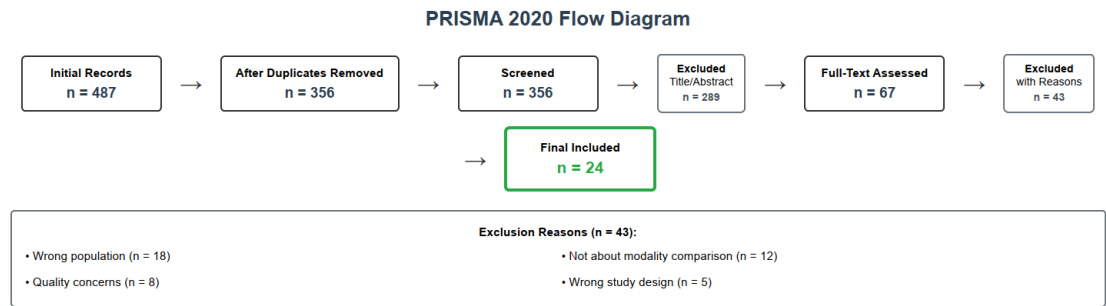 PRISMA 2020 Flow Diagram
Initial Records
n = 487
→
After Duplicates Removed
n = 356
→
Screened
n = 356
→
Excluded
Title/Abstract
n = 289
→
Full-Text Assessed
n = 67
→
Excluded
with Reasons
n = 43
→
Final Included
n = 24
Exclusion Reasons (n = 43):
• Wrong population (n = 18)
• Not about modality comparison (n = 12)
• Quality concerns (n = 8)
• Wrong study design (n = 5)